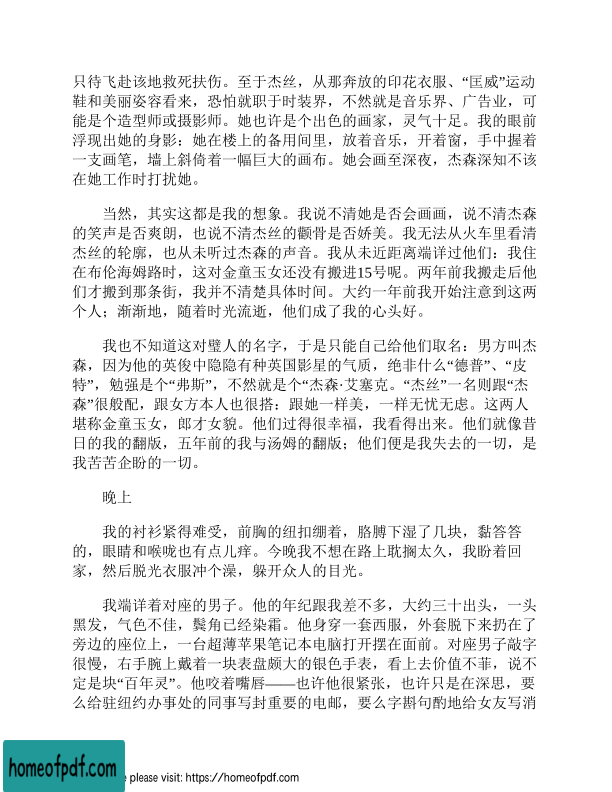 只待飞赴该地救死扶伤。至于杰丝，从那奔放的印花衣服、“匡威”运动
鞋和美丽姿容看来，恐怕就职于时装界，不然就是音乐界、广告业，可
能是个造型师或摄影师。她也许是个出色的画家，灵气十足。我的眼前
浮现出她的身影：她在楼上的备用间里，放着音乐，开着窗，手中握着
一支画笔，墙上斜倚着一幅巨大的画布。她会画至深夜，杰森深知不该
在她工作时打扰她。
当然，其实这都是我的想象。我说不清她是否会画画，说不清杰森
的笑声是否爽朗，也说不清杰丝的颧骨是否娇美。我无法从火车里看清
杰丝的轮廓，也从未听过杰森的声音。我从未近距离端详过他们：我住
在布伦海姆路时，这对金童玉女还没有搬进15号呢。两年前我搬走后他
们才搬到那条街，我并不清楚具体时间。大约一年前我开始注意到这两
个人；渐渐地，随着时光流逝，他们成了我的心头好。
我也不知道这对璧人的名字，于是只能自己给他们取名：男方叫杰
森，因为他的英俊中隐隐有种英国影星的气质，绝非什么“德普”、“皮
特”，勉强是个“弗斯”，不然就是个“杰森·艾塞克。“杰丝”一名则跟“杰
森”很般配，跟女方本人也很搭：跟她一样美，一样无忧无虑。这两人
堪称金童玉女，郎才女貌。他们过得很幸福，我看得出来。他们就像昔
日的我的翻版，五年前的我与汤姆的翻版；他们便是我失去的一切，是
我苦苦企盼的一切。
晚上
我的衬衫紧得难受，前胸的纽扣绷着，胳膊下湿了几块，黏答答
的，眼睛和喉咙也有点儿痒。今晚我不想在路上耽搁太久，我盼着回
家，然后脱光衣服冲个澡，躲开众人的目光。
我端详着对座的男子。他的年纪跟我差不多，大约三十出头，一头
黑发，气色不佳，鬓角已经染霜。他身穿一套西服，外套脱下来扔在了
旁边的座位上，一台超薄苹果笔记本电脑打开摆在面前。对座男子敲字
很慢，右手腕上戴着一块表盘颇大的银色手表，看上去价值不菲，说不
定是块“百年灵”。他咬着嘴唇——也许他很紧张，也许只是在深思，要
么给驻纽约办事处的同事写封重要的电邮，要么字斟句酌地给女友写消
homeofpdf.com
e please visit: https://homeofpdf.com